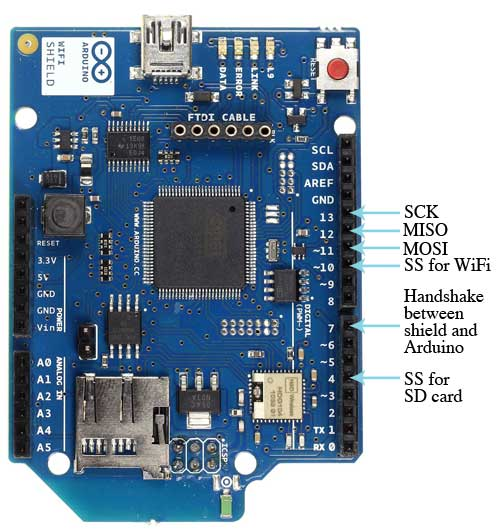 WIFI
SHIELD
ARDUINO
DATA
ERROR
LINK
L9
RESET
FTDI CABLE
BLK
SCL
SDA
AREF
GND
13
12
~11
~10
~9
8
7
~6
~5
4
~3
2
TX 1
RX 0
DIGITAL
(PWM~)
WWW.ARDUINO.CC
RESET
3.3V
5V
GND
GND
Vin
POWER
ANALOG IN
A0
A1
A2
A3
A4
A5
ICSP
SCK
MISO
MOSI
SS for WiFi
Handshake
between
shield and
Arduino
SS for
SD card